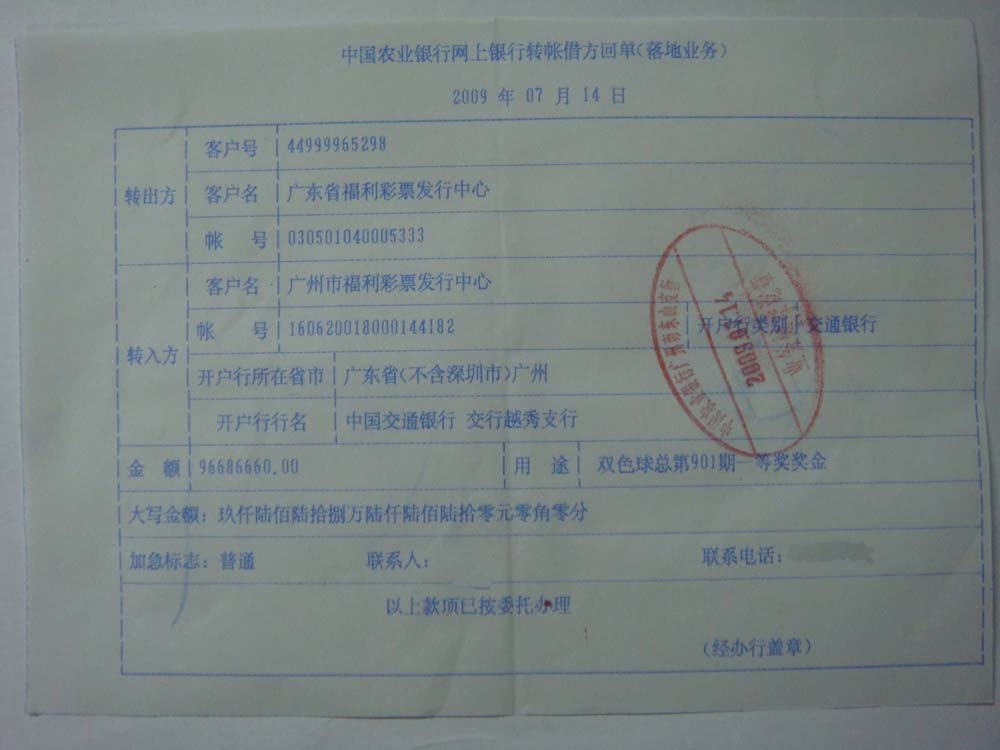 中国农业银行网上银行转帐借方回单(落地业务)
2009 年 07 月 14 日
转出方 客户号 44999965298
客户名 广东省福利彩票发行中心
帐 号 030501040005333
转入方 客户名 广州市福利彩票发行中心
帐 号 160620018000144182 开户行类别 交通银行
开户行所在省市 广东省(不含深圳市)广州
开户行行名 中国交通银行 交行越秀支行
金 额 96686660.00 用 途 双色球总第901期一等奖奖金
大写金额：玖仟陆佰陆拾捌万陆仟陆佰陆拾零元零角零分
加急标志：普通 联系人： 联系电话：
以上款项已按委托办理
(经办行盖章)